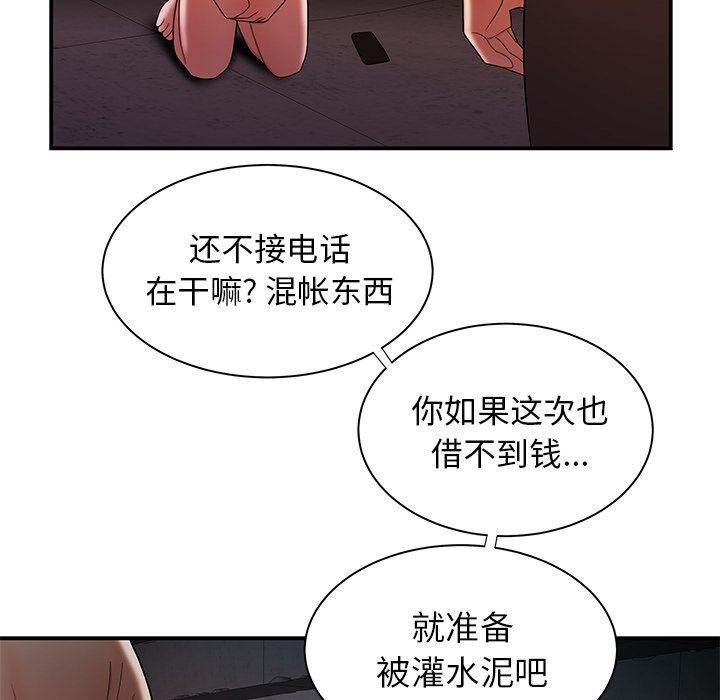 还不接电话
在干嘛? 混帐东西
你如果这次也
借不到钱...
就准备
被灌水泥吧